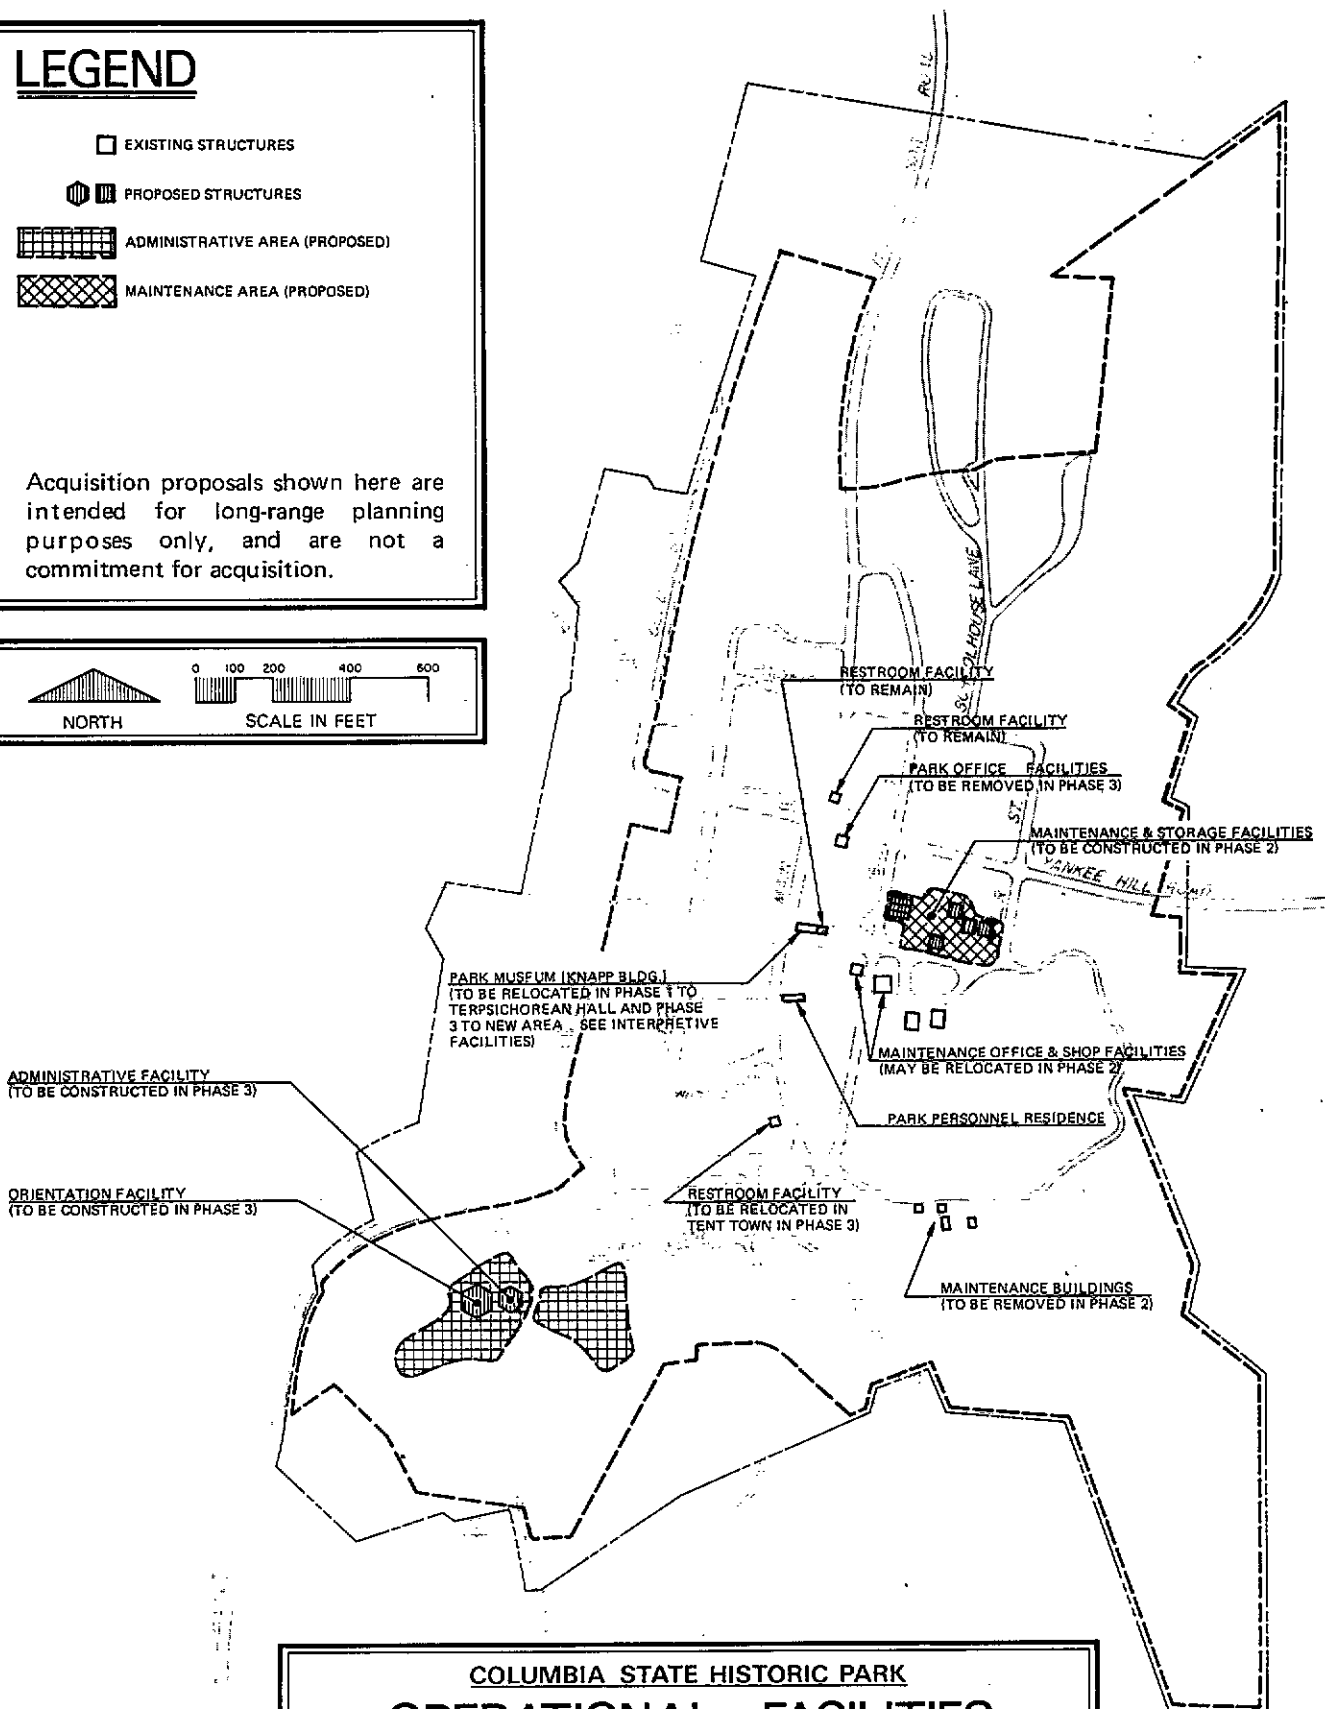 LEGEND
EXISTING STRUCTURES
PROPOSED STRUCTURES
ADMINISTRATIVE AREA (PROPOSED)
MAINTENANCE AREA (PROPOSED)
Acquisition proposals shown here are
intended for long-range planning
purposes only, and are not a
commitment for acquisition.
NORTH
0 100 200 400 600
SCALE IN FEET
SCHOOLHOUSE LANE
RESTROOM FACILITY
(TO REMAIN)
RESTROOM FACILITY
(TO REMAIN)
PARK OFFICE FACILITIES
(TO BE REMOVED IN PHASE 3)
ST.
MAINTENANCE & STORAGE FACILITIES
(TO BE CONSTRUCTED IN PHASE 2)
YANKEE HILL ROAD
PARK MUSEUM (KNAPP BLDG.)
(TO BE RELOCATED IN PHASE 1 TO
TERPSICHOREAN HALL AND PHASE
3 TO NEW AREA SEE INTERPRETIVE
FACILITIES)
MAINTENANCE OFFICE & SHOP FACILITIES
(MAY BE RELOCATED IN PHASE 2)
ADMINISTRATIVE FACILITY
(TO BE CONSTRUCTED IN PHASE 3)
PARK PERSONNEL RESIDENCE
ORIENTATION FACILITY
(TO BE CONSTRUCTED IN PHASE 3)
RESTROOM FACILITY
(TO BE RELOCATED IN
TENT TOWN IN PHASE 3)
MAINTENANCE BUILDINGS
(TO BE REMOVED IN PHASE 2)
COLUMBIA STATE HISTORIC PARK
OPERATIONAL FACILITIES